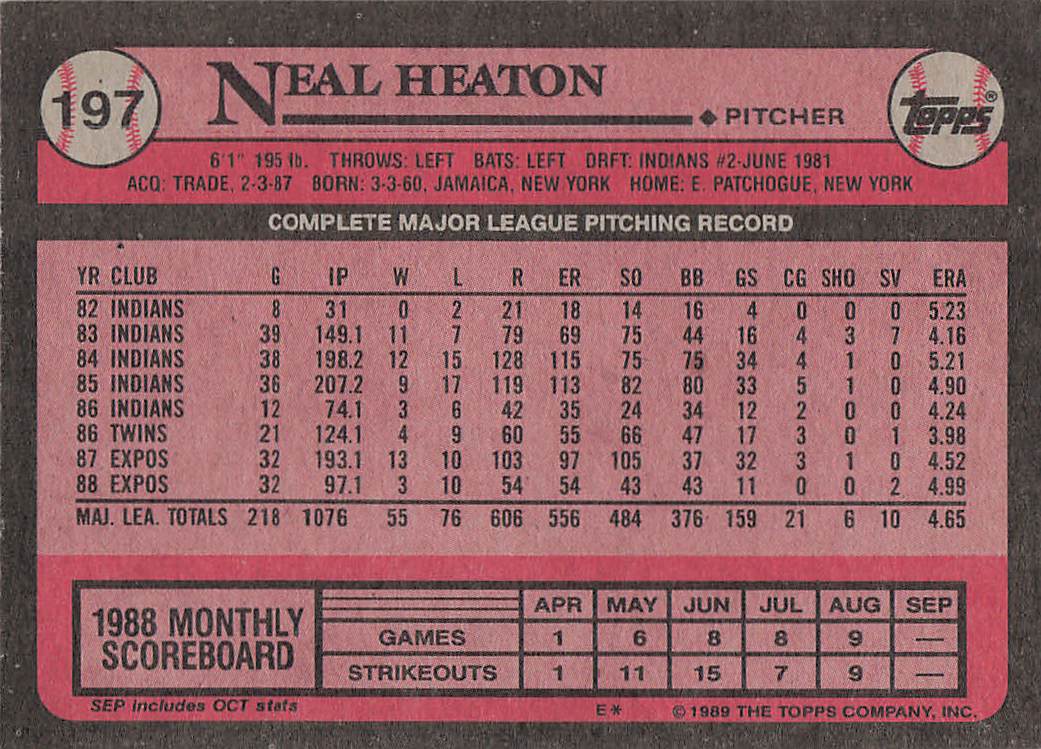 197
NEAL HEATON
Topps®
◆ PITCHER
6'1" 195 lb. THROWS: LEFT BATS: LEFT DRFT: INDIANS #2-JUNE 1981
ACQ: TRADE, 2-3-87 BORN: 3-3-60, JAMAICA, NEW YORK HOME: E. PATCHOGUE, NEW YORK
COMPLETE MAJOR LEAGUE PITCHING RECORD
YR CLUB G IP W L R ER SO BB GS CG SHO SV ERA
82 INDIANS 8 31 0 2 21 18 14 16 4 0 0 0 5.23
83 INDIANS 39 149.1 11 7 79 69 75 44 16 4 3 7 4.16
84 INDIANS 38 198.2 12 15 128 115 75 75 34 4 1 0 5.21
85 INDIANS 36 207.2 9 17 119 113 82 80 33 5 1 0 4.90
86 INDIANS 12 74.1 3 6 42 35 24 34 12 2 0 0 4.24
86 TWINS 21 124.1 4 9 60 55 66 47 17 3 0 1 3.98
87 EXPOS 32 193.1 13 10 103 97 105 37 32 3 1 0 4.52
88 EXPOS 32 97.1 3 10 54 54 43 43 11 0 0 2 4.99
MAJ. LEA. TOTALS 218 1076 55 76 606 556 484 376 159 21 6 10 4.65
1988 MONTHLY
SCOREBOARD
APR MAY JUN JUL AUG SEP
GAMES 1 6 8 8 9 —
STRIKEOUTS 1 11 15 7 9 —
SEP includes OCT stats
E* © 1989 THE TOPPS COMPANY, INC.